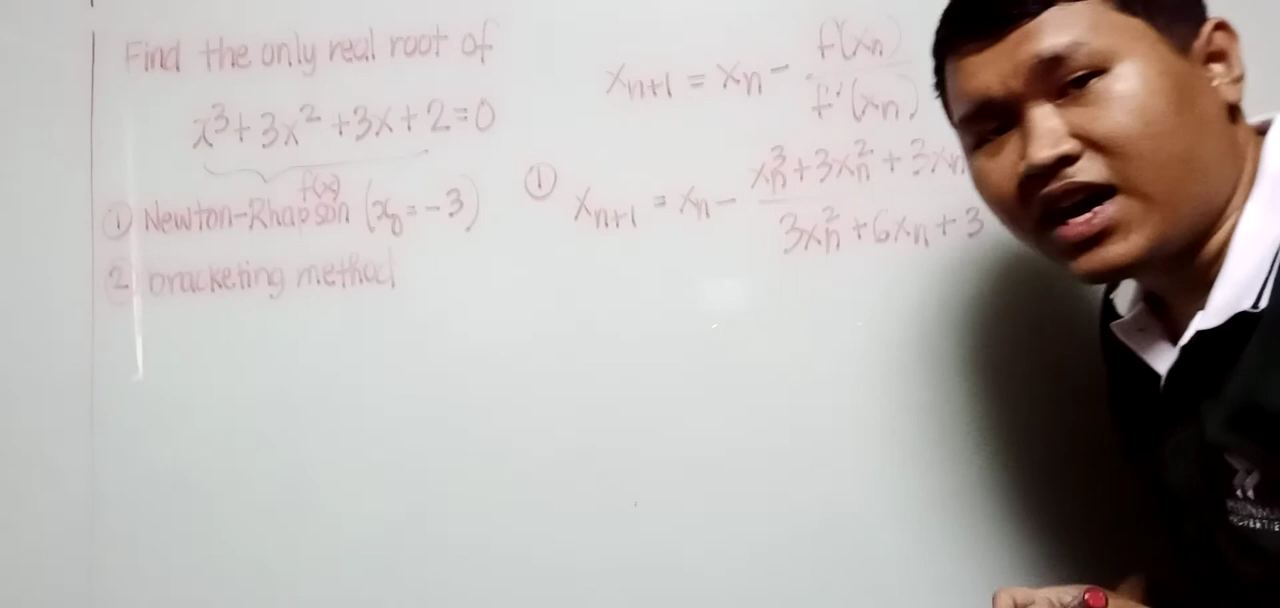 Find the only real root of
x³+3x²+3x+2=0
f(x)
① Newton-Rhapson (x₀=-3)
② bracketing method
xₙ₊₁ = xₙ - f(xₙ) / f'(xₙ)
① xₙ₊₁ = xₙ - xₙ³+3xₙ²+3xₙ / 3xₙ²+6xₙ+3